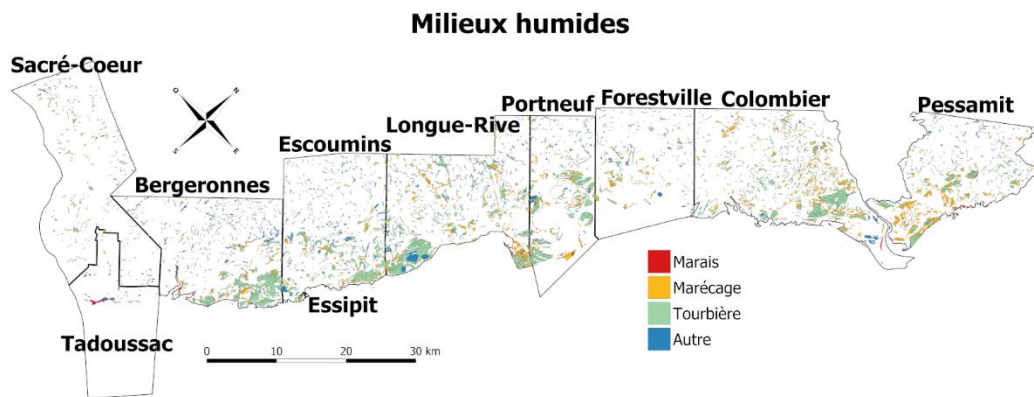 Milieux humides
Sacré-Coeur
O
N
S
E
Bergeronnes
Escoumins
Longue-Rive
Portneuf
Forestville
Colombier
Pessamit
Essipit
Tadoussac
0 10 20 30 km
Marais
Marécage
Tourbière
Autre